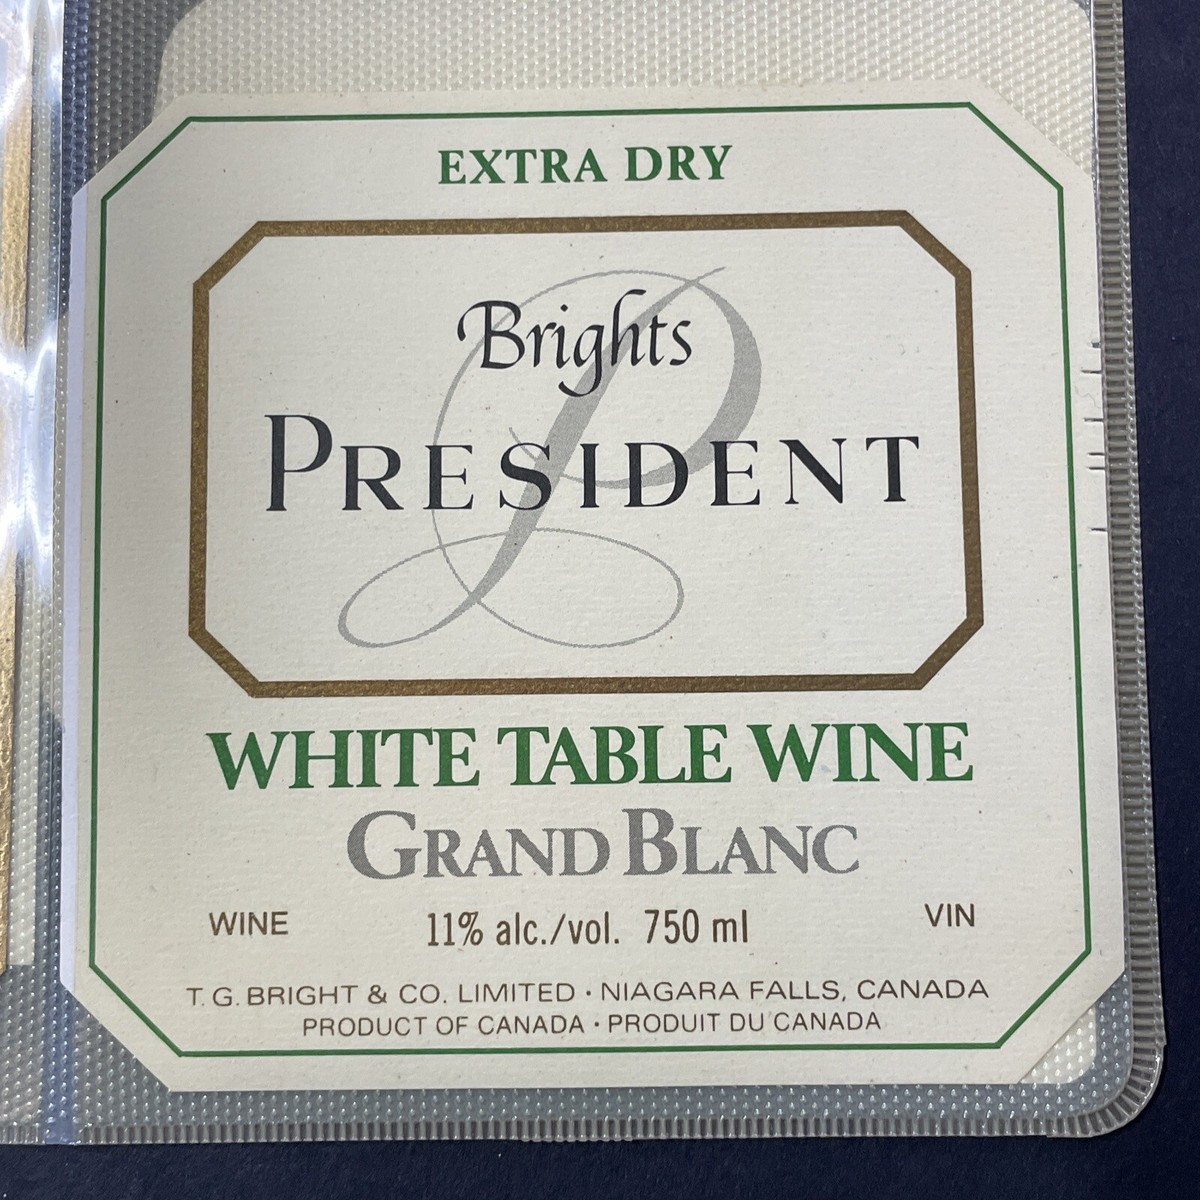 EXTRA DRY
Brights
PRESIDENT
WHITE TABLE WINE
GRAND BLANC
WINE 11% alc./vol. 750 ml VIN
T. G. BRIGHT & CO. LIMITED · NIAGARA FALLS, CANADA
PRODUCT OF CANADA · PRODUIT DU CANADA